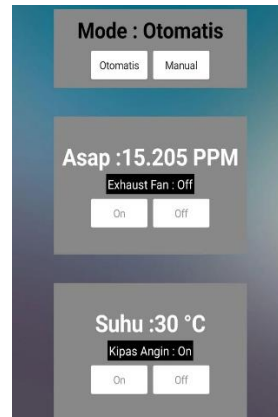 Mode : Otomatis
Otomatis Manual
Asap :15.205 PPM
Exhaust Fan : Off
On Off
Suhu :30 °C
Kipas Angin : On
On Off